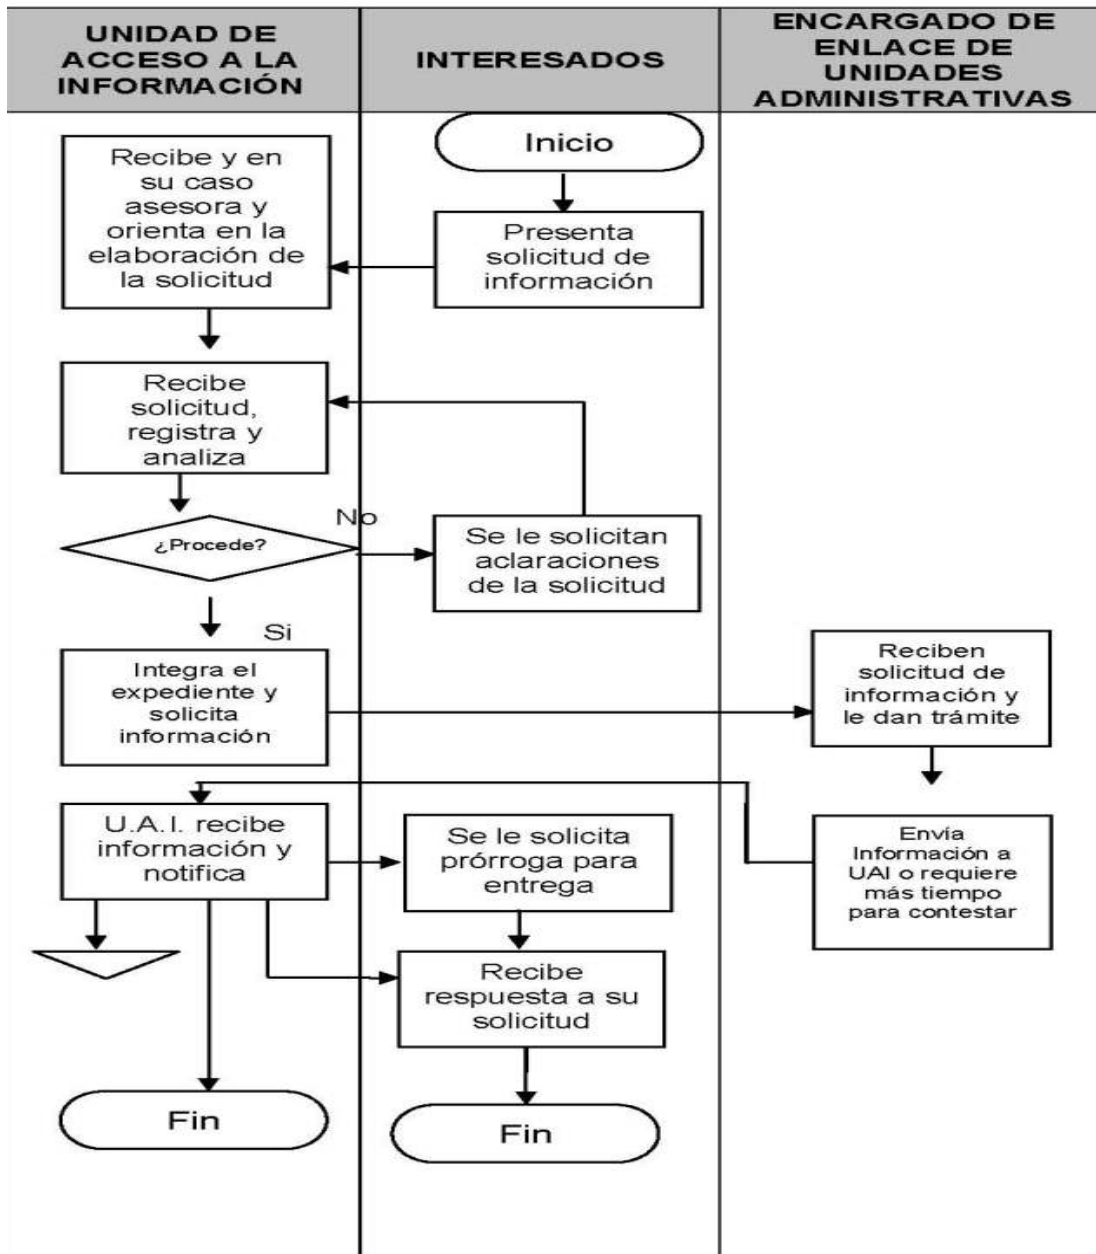 UNIDAD DE
ACCESO A LA
INFORMACIÓN
INTERESADOS
ENCARGADO DE
ENLACE DE
UNIDADES
ADMINISTRATIVAS
Inicio
Presenta
solicitud de
información
Recibe y en
su caso
asesora y
orienta en la
elaboración de
la solicitud
Recibe
solicitud,
registra y
analiza
¿Procede?
No
Se le solicitan
aclaraciones
de la solicitud
Si
Integra el
expediente y
solicita
información
Reciben
solicitud de
información y
le dan trámite
Envía
Información a
UAI o requiere
más tiempo
para contestar
U.A.I. recibe
información y
notifica
Se le solicita
prórroga para
entrega
Recibe
respuesta a su
solicitud
Fin
Fin